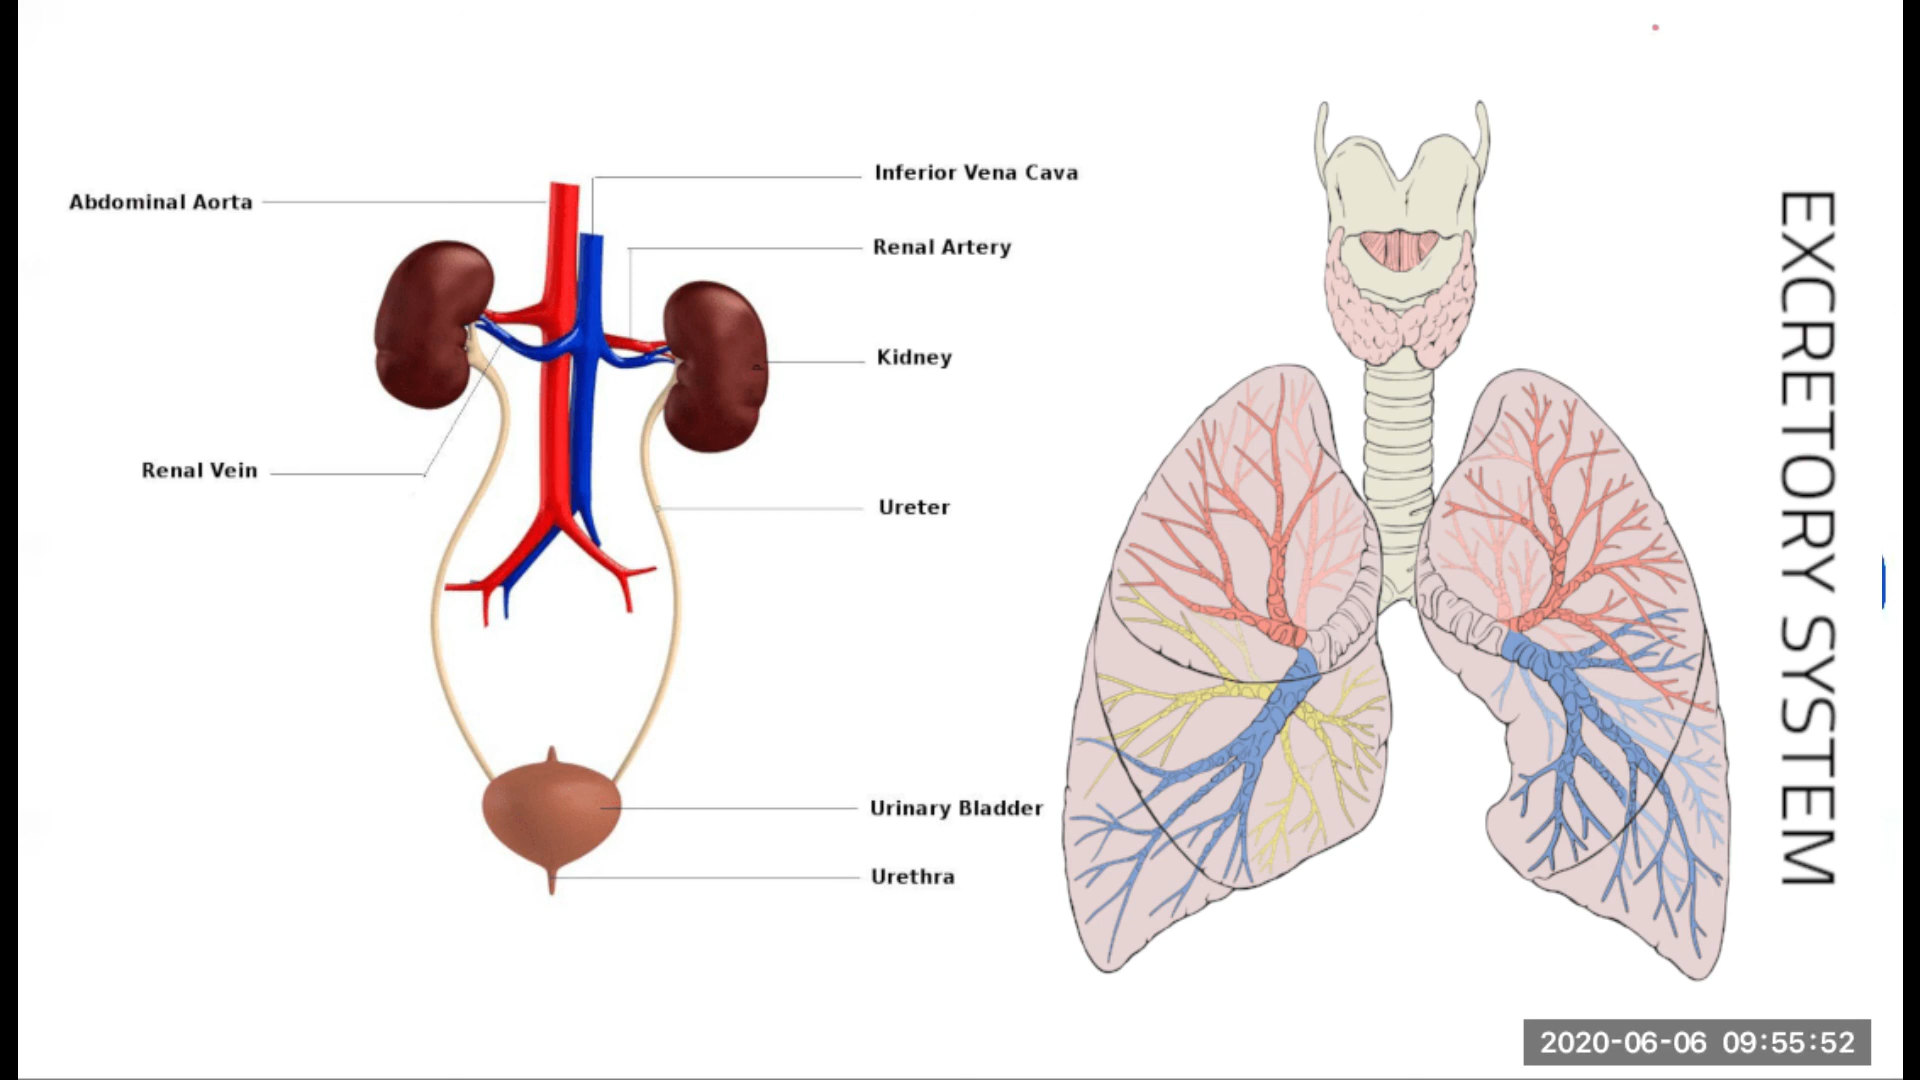 Abdominal Aorta
Inferior Vena Cava
Renal Artery
Kidney
Renal Vein
Ureter
Urinary Bladder
Urethra
EXCRETORY SYSTEM
2020-06-06 09:55:52